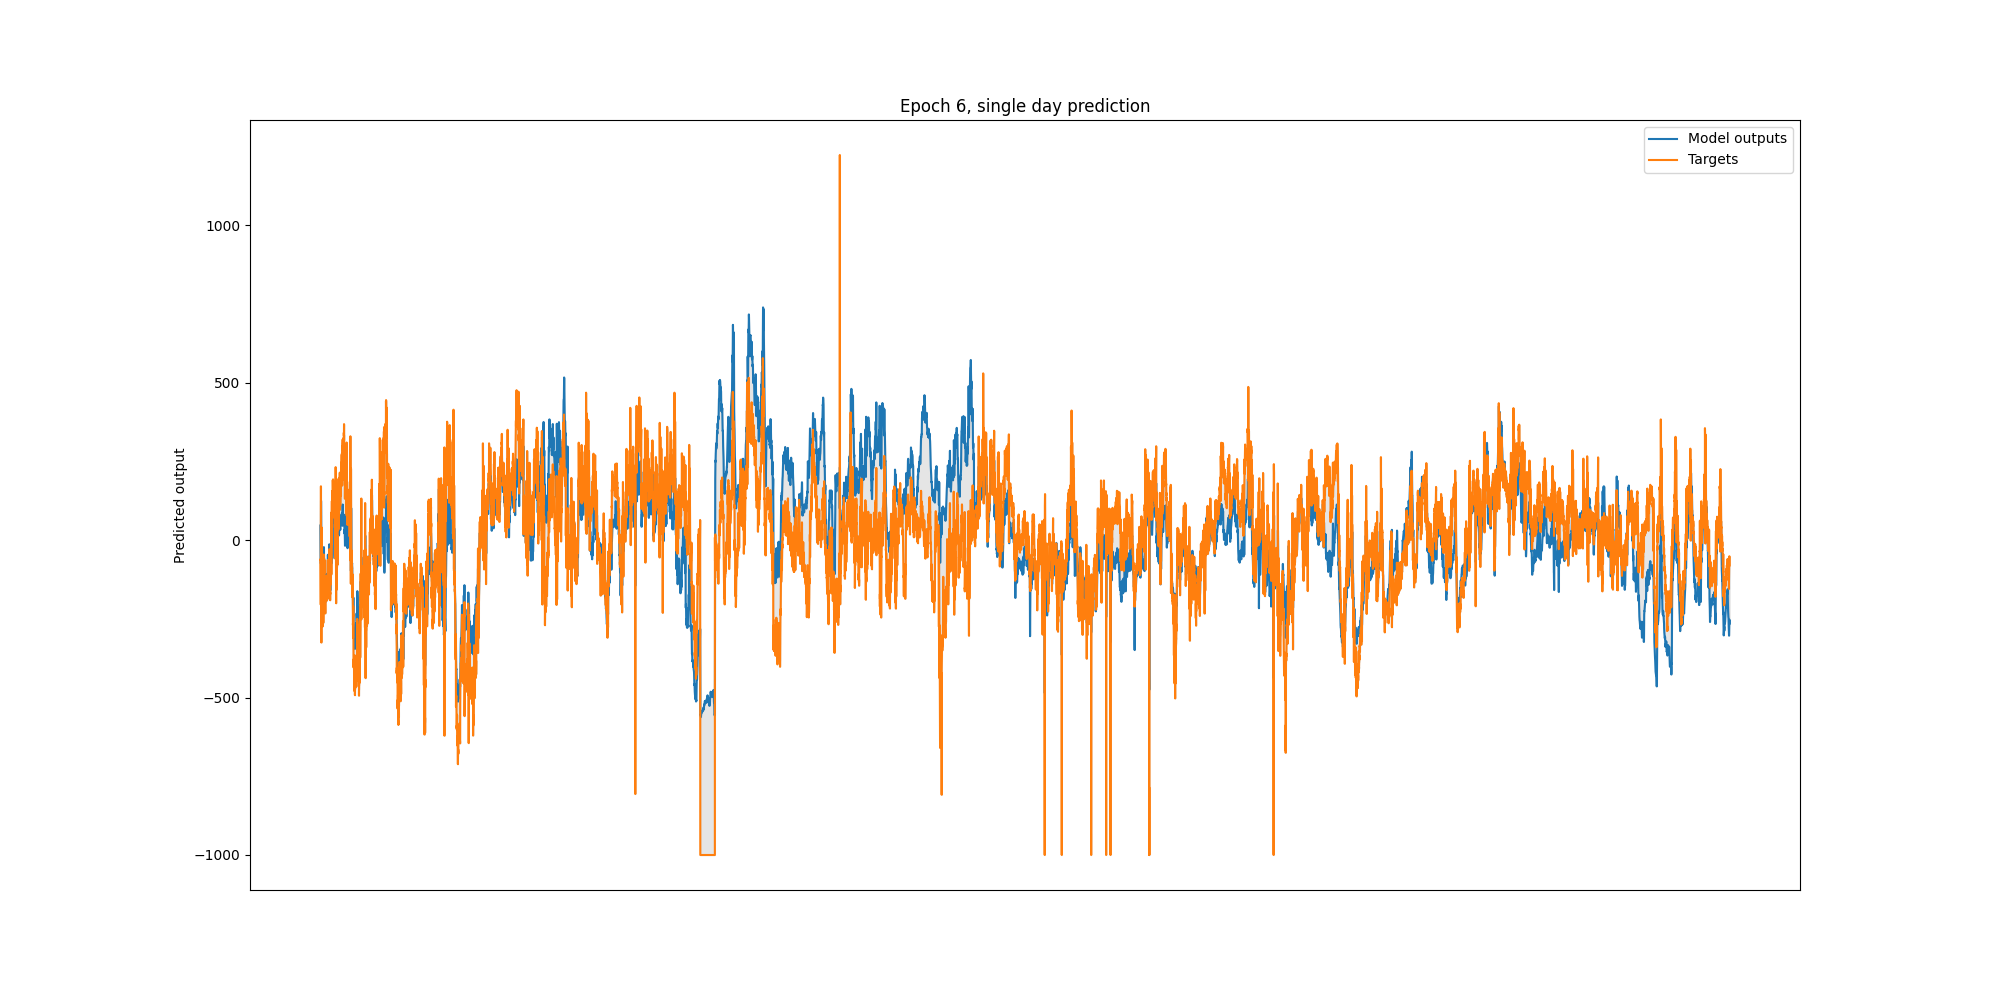 Epoch 6, single day prediction
Model outputs
Targets
1000
500
0
−500
−1000
Predicted output